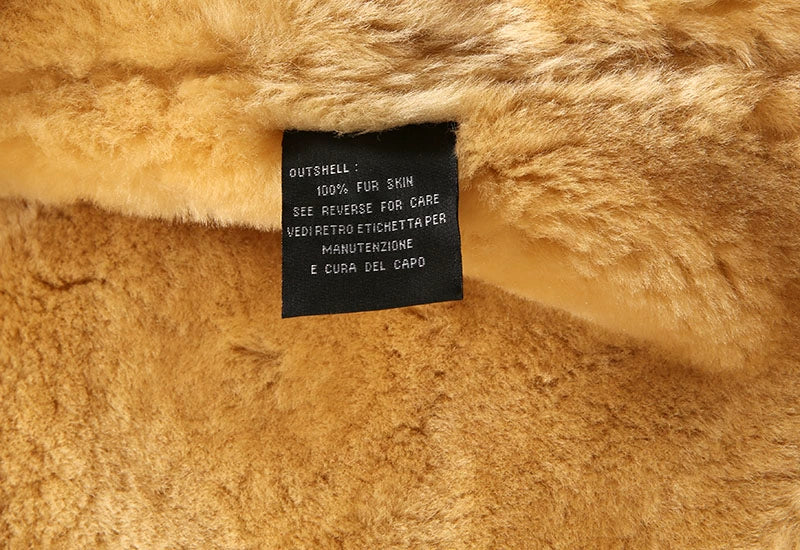 OUTSHELL :
100% FUR SKIN
SEE REVERSE FOR CARE
VEDI RETRO ETICHETTA PER
MANUTENZIONE
E CURA DEL CAPO